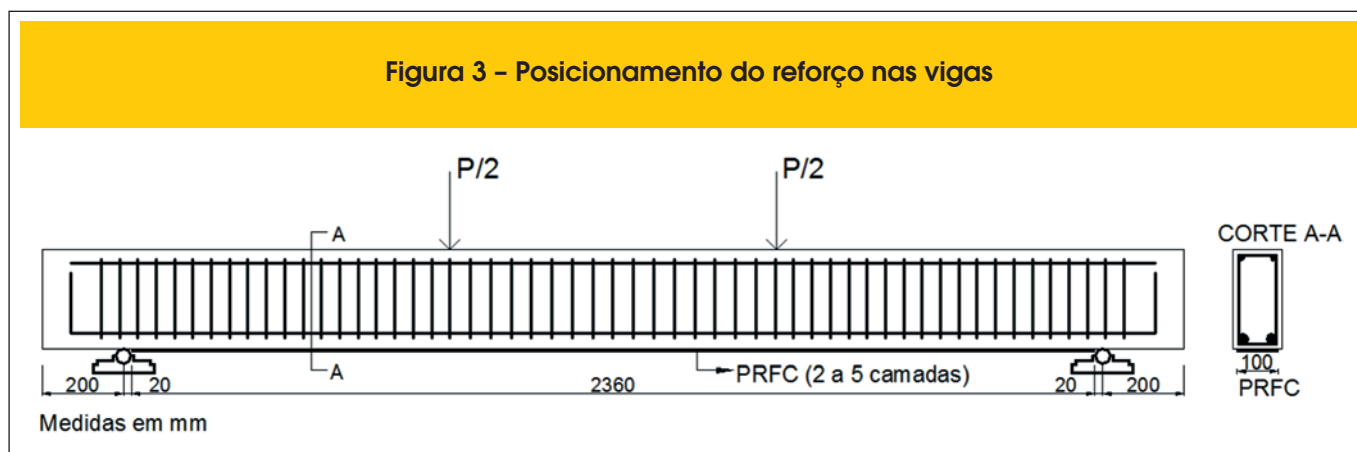 Figura 3 – Posicionamento do reforço nas vigas
P/2 P/2
A
CORTE A-A
A
PRFC (2 a 5 camadas)
100
PRFC
200 20 2360 20 200
Medidas em mm